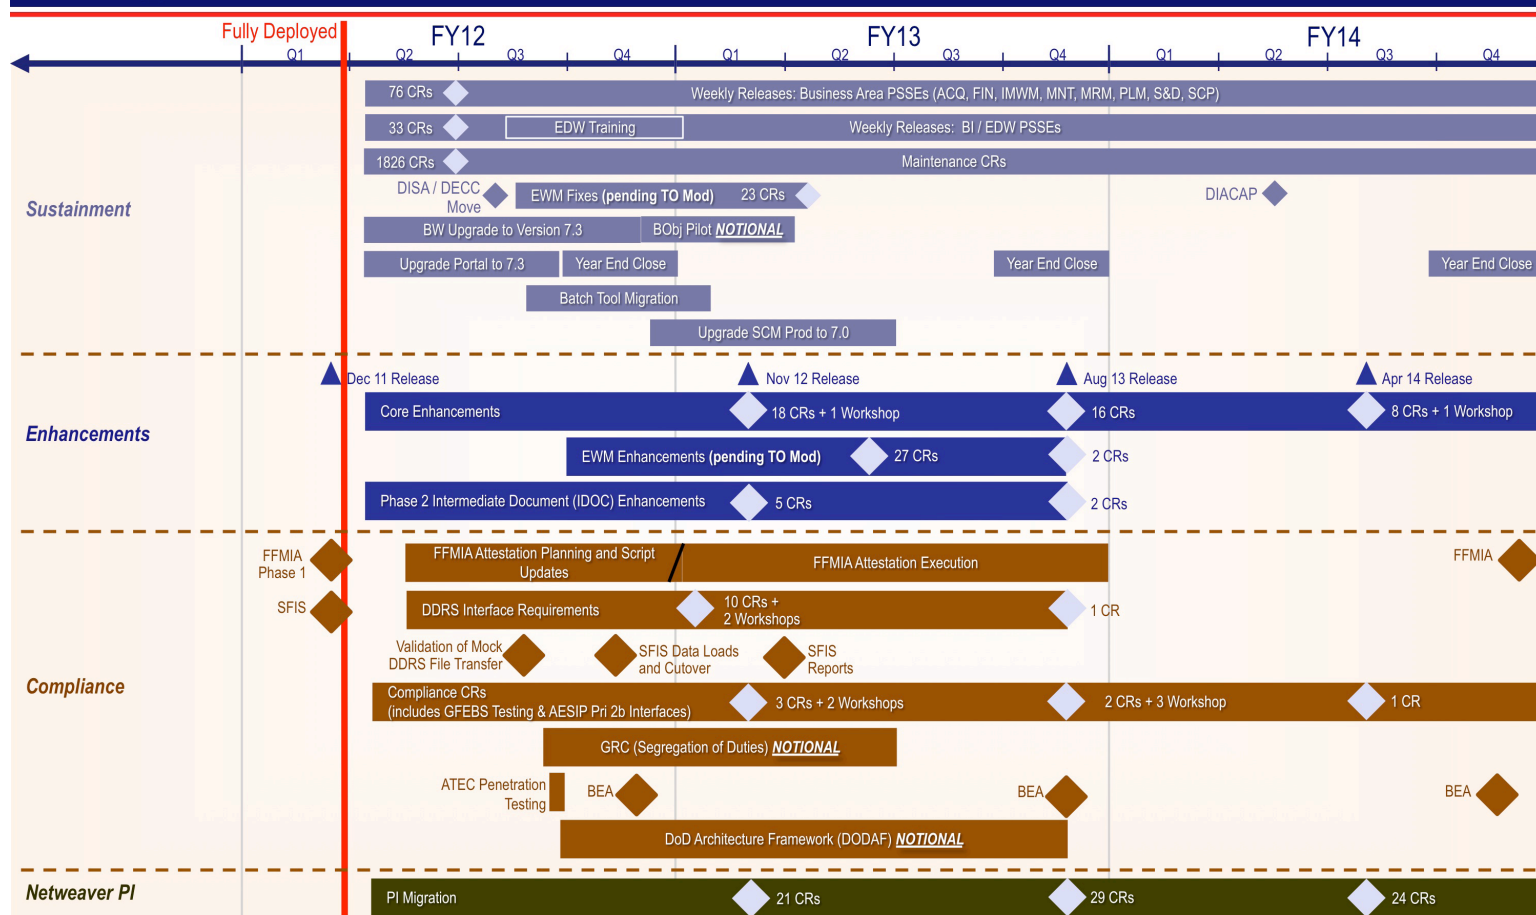 Fully Deployed
FY12
FY13
FY14
Q1
Q2
Q3
Q4
Q1
Q2
Q3
Q4
Q1
Q2
Q3
Q4
Sustainment
76 CRs
Weekly Releases: Business Area PSSEs (ACQ, FIN, IMWM, MNT, MRM, PLM, S&D, SCP)
33 CRs
EDW Training
Weekly Releases: BI / EDW PSSEs
1826 CRs
Maintenance CRs
DISA / DECC
Move
EWM Fixes (pending TO Mod)
23 CRs
DIACAP
BW Upgrade to Version 7.3
BObj Pilot NOTIONAL
Upgrade Portal to 7.3
Year End Close
Year End Close
Year End Close
Batch Tool Migration
Upgrade SCM Prod to 7.0
Enhancements
Dec 11 Release
Nov 12 Release
Aug 13 Release
Apr 14 Release
Core Enhancements
18 CRs + 1 Workshop
16 CRs
8 CRs + 1 Workshop
EWM Enhancements (pending TO Mod)
27 CRs
2 CRs
Phase 2 Intermediate Document (IDOC) Enhancements
5 CRs
2 CRs
Compliance
FFMIA
Phase 1
FFMIA Attestation Planning and Script
Updates
FFMIA Attestation Execution
FFMIA
SFIS
DDRS Interface Requirements
10 CRs +
2 Workshops
1 CR
Validation of Mock
DDRS File Transfer
SFIS Data Loads
and Cutover
SFIS
Reports
Compliance CRs
(includes GFEBS Testing & AESIP Pri 2b Interfaces)
3 CRs + 2 Workshops
2 CRs + 3 Workshop
1 CR
GRC (Segregation of Duties) NOTIONAL
ATEC Penetration
Testing
BEA
BEA
BEA
DoD Architecture Framework (DODAF) NOTIONAL
Netweaver PI
PI Migration
21 CRs
29 CRs
24 CRs